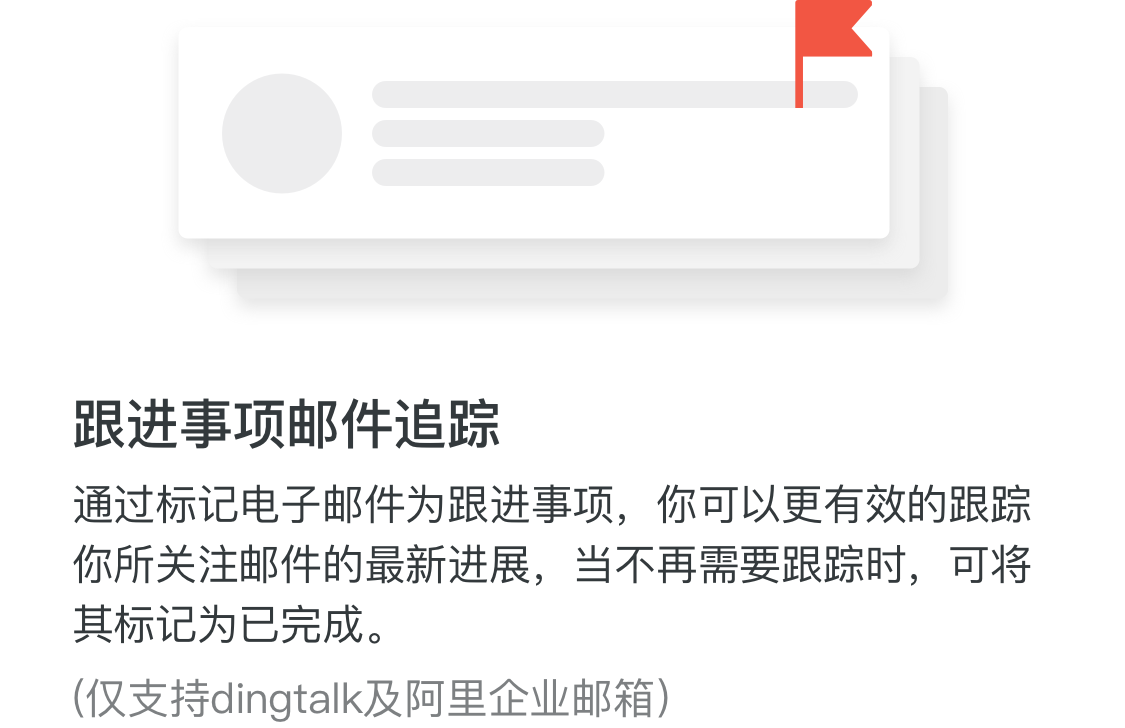 跟进事项邮件追踪
通过标记电子邮件为跟进事项，你可以更有效的跟踪
你所关注邮件的最新进展，当不再需要跟踪时，可将
其标记为已完成。
(仅支持dingtalk及阿里企业邮箱)